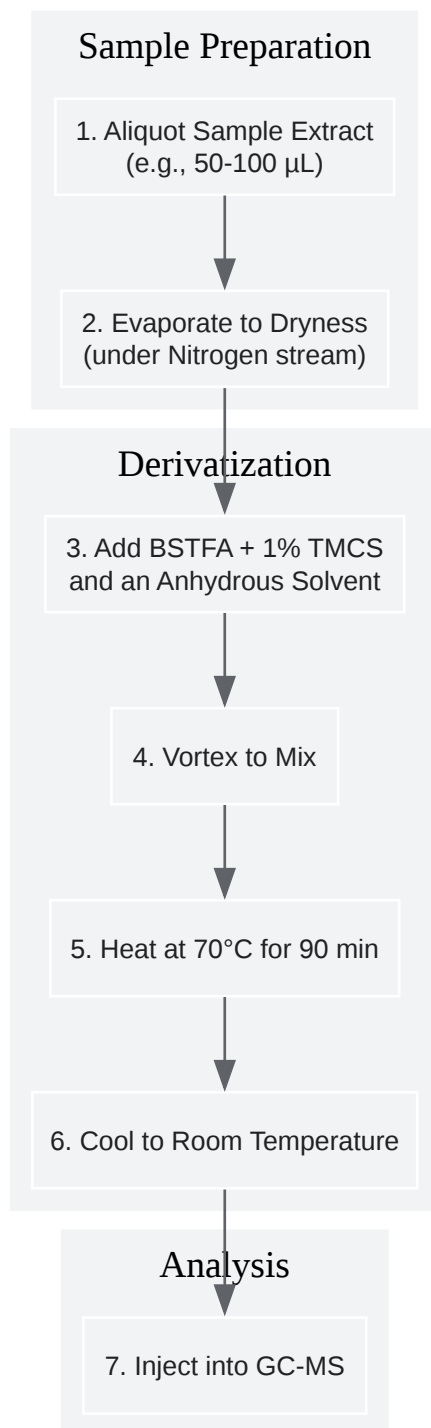 Sample Preparation
1. Aliquot Sample Extract
(e.g., 50-100 µL)
2. Evaporate to Dryness
(under Nitrogen stream)
Derivatization
3. Add BSTFA + 1% TMCS
and an Anhydrous Solvent
4. Vortex to Mix
5. Heat at 70°C for 90 min
6. Cool to Room Temperature
Analysis
7. Inject into GC-MS